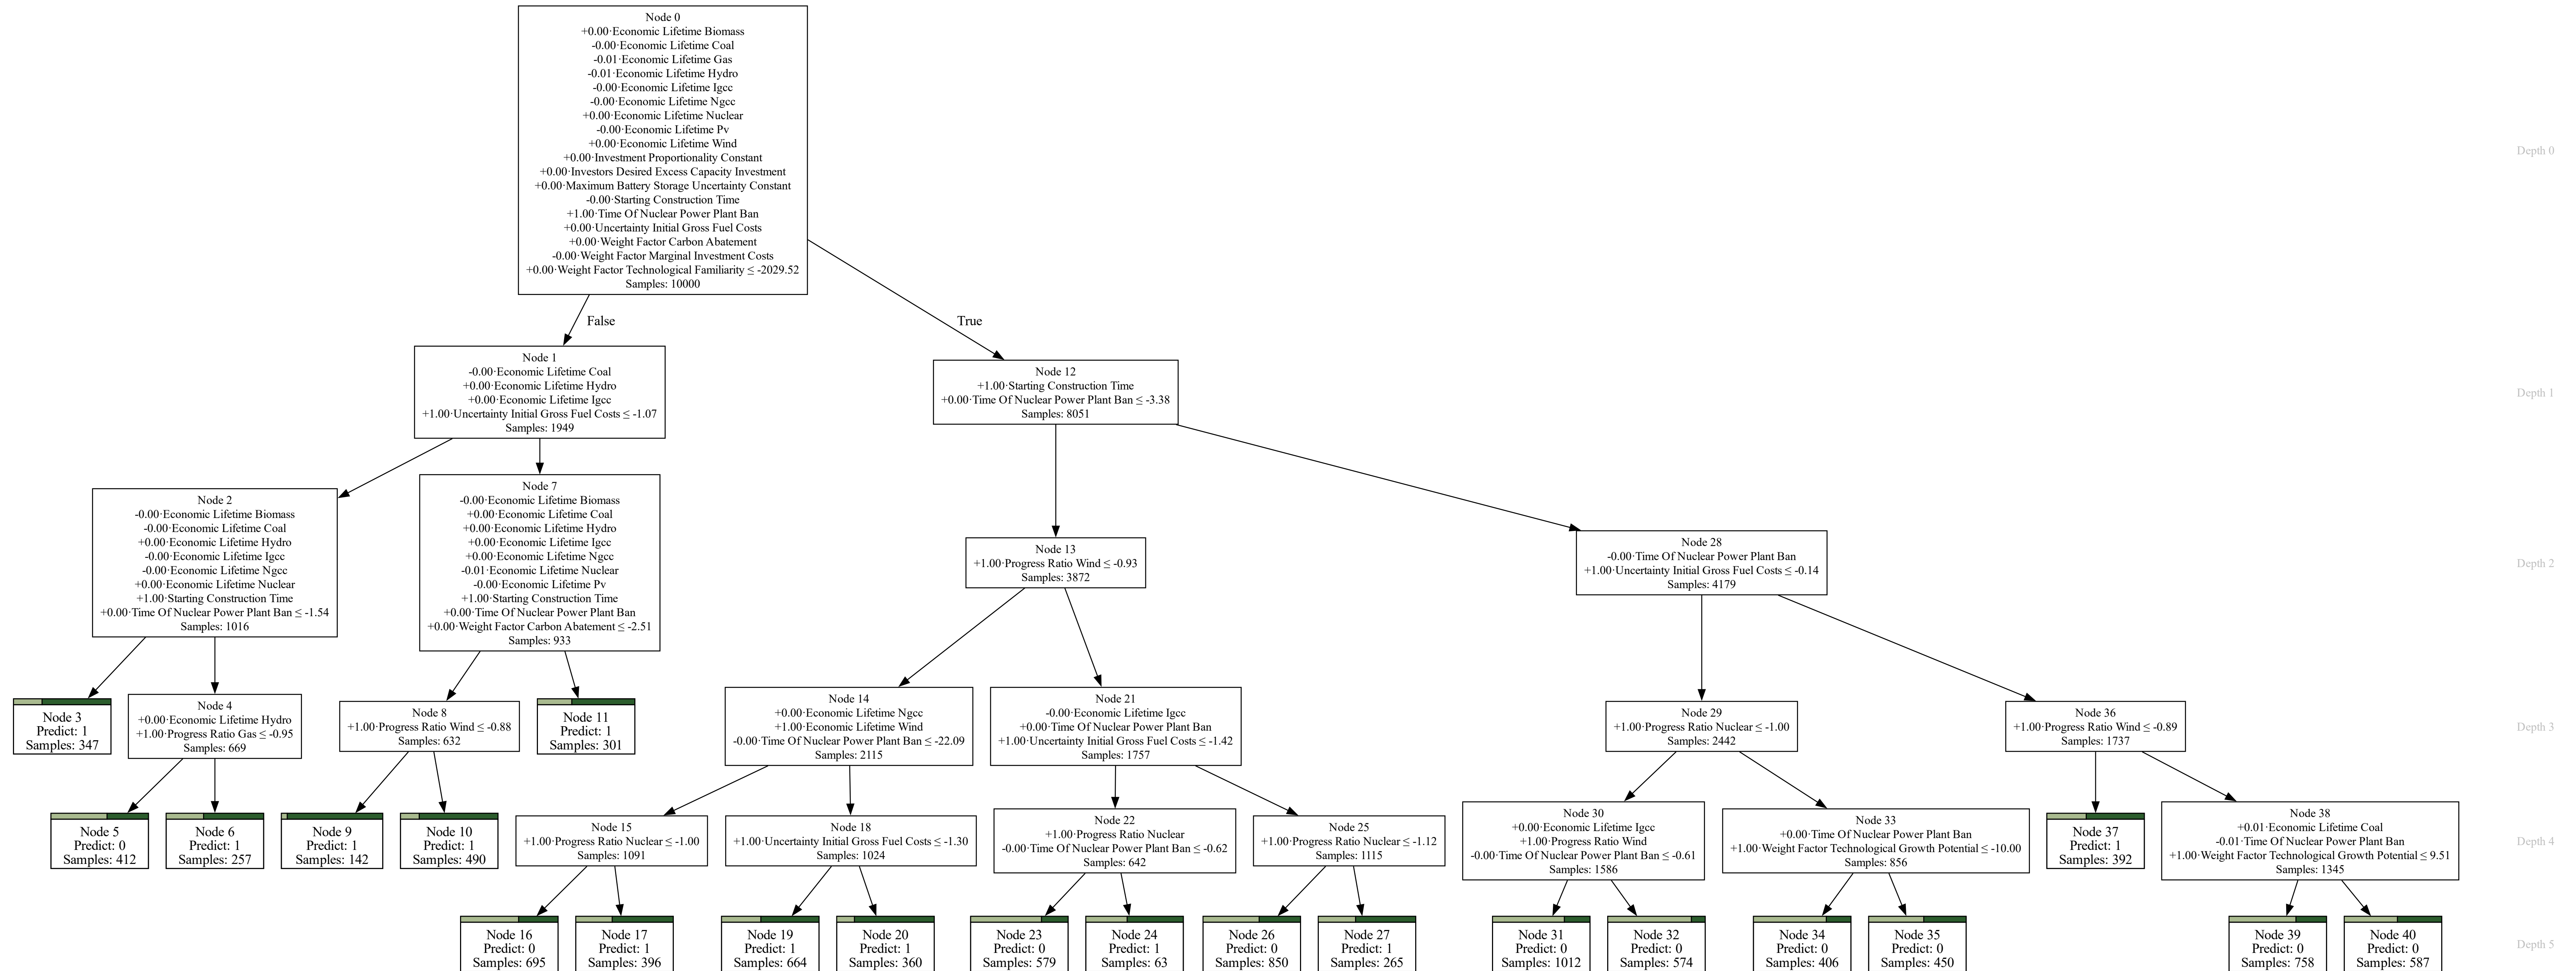 Node 0
+0.00·Economic Lifetime Biomass
-0.00·Economic Lifetime Coal
-0.01·Economic Lifetime Gas
-0.01·Economic Lifetime Hydro
-0.00·Economic Lifetime Igcc
-0.00·Economic Lifetime Ngcc
+0.00·Economic Lifetime Nuclear
-0.00·Economic Lifetime Pv
+0.00·Economic Lifetime Wind
+0.00·Investment Proportionality Constant
+0.00·Investors Desired Excess Capacity Investment
+0.00·Maximum Battery Storage Uncertainty Constant
-0.00·Starting Construction Time
+1.00·Time Of Nuclear Power Plant Ban
+0.00·Uncertainty Initial Gross Fuel Costs
+0.00·Weight Factor Carbon Abatement
-0.00·Weight Factor Marginal Investment Costs
+0.00·Weight Factor Technological Familiarity ≤ -2029.52
Samples: 10000
Depth 0
False
True
Node 1
-0.00·Economic Lifetime Coal
+0.00·Economic Lifetime Hydro
+0.00·Economic Lifetime Igcc
+1.00·Uncertainty Initial Gross Fuel Costs ≤ -1.07
Samples: 1949
Node 12
+1.00·Starting Construction Time
+0.00·Time Of Nuclear Power Plant Ban ≤ -3.38
Samples: 8051
Depth 1
Node 2
-0.00·Economic Lifetime Biomass
-0.00·Economic Lifetime Coal
+0.00·Economic Lifetime Hydro
-0.00·Economic Lifetime Igcc
-0.00·Economic Lifetime Ngcc
+0.00·Economic Lifetime Nuclear
+1.00·Starting Construction Time
+0.00·Time Of Nuclear Power Plant Ban ≤ -1.54
Samples: 1016
Node 7
-0.00·Economic Lifetime Biomass
+0.00·Economic Lifetime Coal
+0.00·Economic Lifetime Hydro
+0.00·Economic Lifetime Igcc
+0.00·Economic Lifetime Ngcc
-0.01·Economic Lifetime Nuclear
-0.00·Economic Lifetime Pv
+1.00·Starting Construction Time
+0.00·Time Of Nuclear Power Plant Ban
+0.00·Weight Factor Carbon Abatement ≤ -2.51
Samples: 933
Node 13
+1.00·Progress Ratio Wind ≤ -0.93
Samples: 3872
Node 28
-0.00·Time Of Nuclear Power Plant Ban
+1.00·Uncertainty Initial Gross Fuel Costs ≤ -0.14
Samples: 4179
Depth 2
Node 3
Predict: 1
Samples: 347
Node 4
+0.00·Economic Lifetime Hydro
+1.00·Progress Ratio Gas ≤ -0.95
Samples: 669
Node 8
+1.00·Progress Ratio Wind ≤ -0.88
Samples: 632
Node 11
Predict: 1
Samples: 301
Node 14
+0.00·Economic Lifetime Ngcc
+1.00·Economic Lifetime Wind
-0.00·Time Of Nuclear Power Plant Ban ≤ -22.09
Samples: 2115
Node 21
-0.00·Economic Lifetime Igcc
+0.00·Time Of Nuclear Power Plant Ban
+1.00·Uncertainty Initial Gross Fuel Costs ≤ -1.42
Samples: 1757
Node 29
+1.00·Progress Ratio Nuclear ≤ -1.00
Samples: 2442
Node 36
+1.00·Progress Ratio Wind ≤ -0.89
Samples: 1737
Depth 3
Node 5
Predict: 0
Samples: 412
Node 6
Predict: 1
Samples: 257
Node 9
Predict: 1
Samples: 142
Node 10
Predict: 1
Samples: 490
Node 15
+1.00·Progress Ratio Nuclear ≤ -1.00
Samples: 1091
Node 18
+1.00·Uncertainty Initial Gross Fuel Costs ≤ -1.30
Samples: 1024
Node 22
+1.00·Progress Ratio Nuclear
-0.00·Time Of Nuclear Power Plant Ban ≤ -0.62
Samples: 642
Node 25
+1.00·Progress Ratio Nuclear ≤ -1.12
Samples: 1115
Node 30
+0.00·Economic Lifetime Igcc
+1.00·Progress Ratio Wind
-0.00·Time Of Nuclear Power Plant Ban ≤ -0.61
Samples: 1586
Node 33
+0.00·Time Of Nuclear Power Plant Ban
+1.00·Weight Factor Technological Growth Potential ≤ -10.00
Samples: 856
Node 37
Predict: 1
Samples: 392
Node 38
+0.01·Economic Lifetime Coal
-0.01·Time Of Nuclear Power Plant Ban
+1.00·Weight Factor Technological Growth Potential ≤ 9.51
Samples: 1345
Depth 4
Node 16
Predict: 0
Samples: 695
Node 17
Predict: 1
Samples: 396
Node 19
Predict: 1
Samples: 664
Node 20
Predict: 1
Samples: 360
Node 23
Predict: 0
Samples: 579
Node 24
Predict: 1
Samples: 63
Node 26
Predict: 0
Samples: 850
Node 27
Predict: 1
Samples: 265
Node 31
Predict: 0
Samples: 1012
Node 32
Predict: 0
Samples: 574
Node 34
Predict: 0
Samples: 406
Node 35
Predict: 0
Samples: 450
Node 39
Predict: 0
Samples: 758
Node 40
Predict: 0
Samples: 587
Depth 5